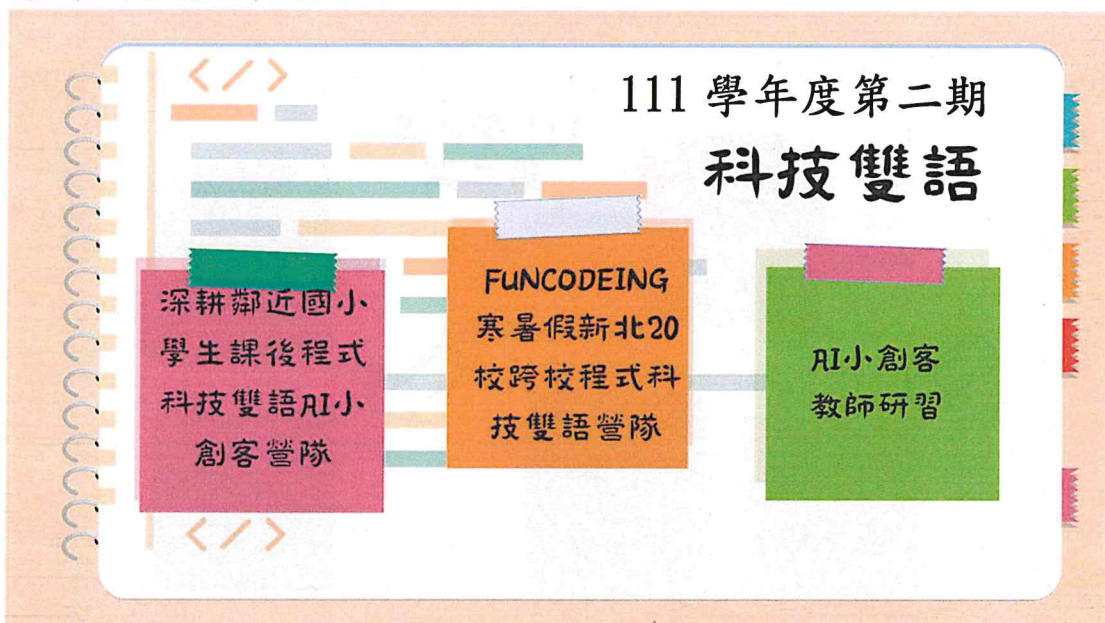 111 學年度第二期
科技雙語
深耕鄰近國小
學生課後程式
科技雙語AI小
創客營隊
FUNCODEING
寒暑假新北20
校跨校程式科
技雙語營隊
AI小創客
教師研習